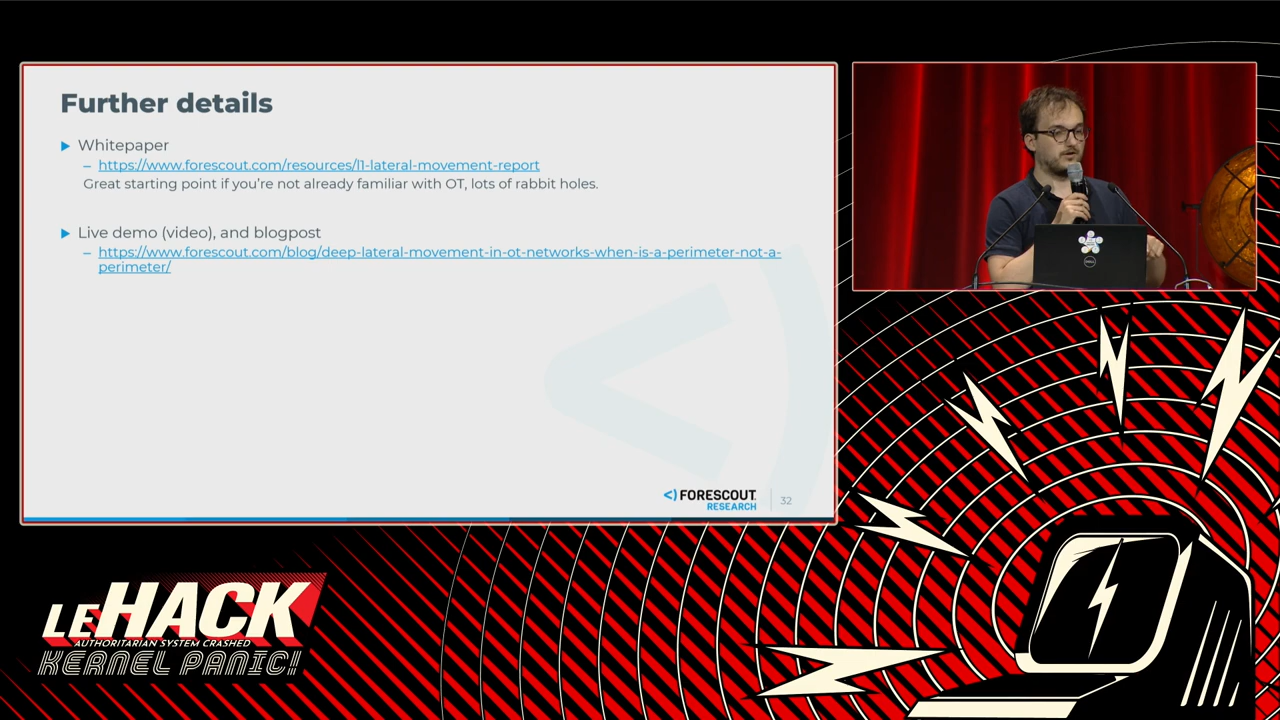 Further details
Whitepaper
– https://www.forescout.com/resources/l1-lateral-movement-report
Great starting point if you're not already familiar with OT, lots of rabbit holes.
Live demo (video), and blogpost
– https://www.forescout.com/blog/deep-lateral-movement-in-ot-networks-when-is-a-perimeter-not-a-
perimeter/
FORESCOUT
RESEARCH
32
DELL
LEHACK
AUTHORITARIAN SYSTEM CRASHED
KERNEL PANIC!